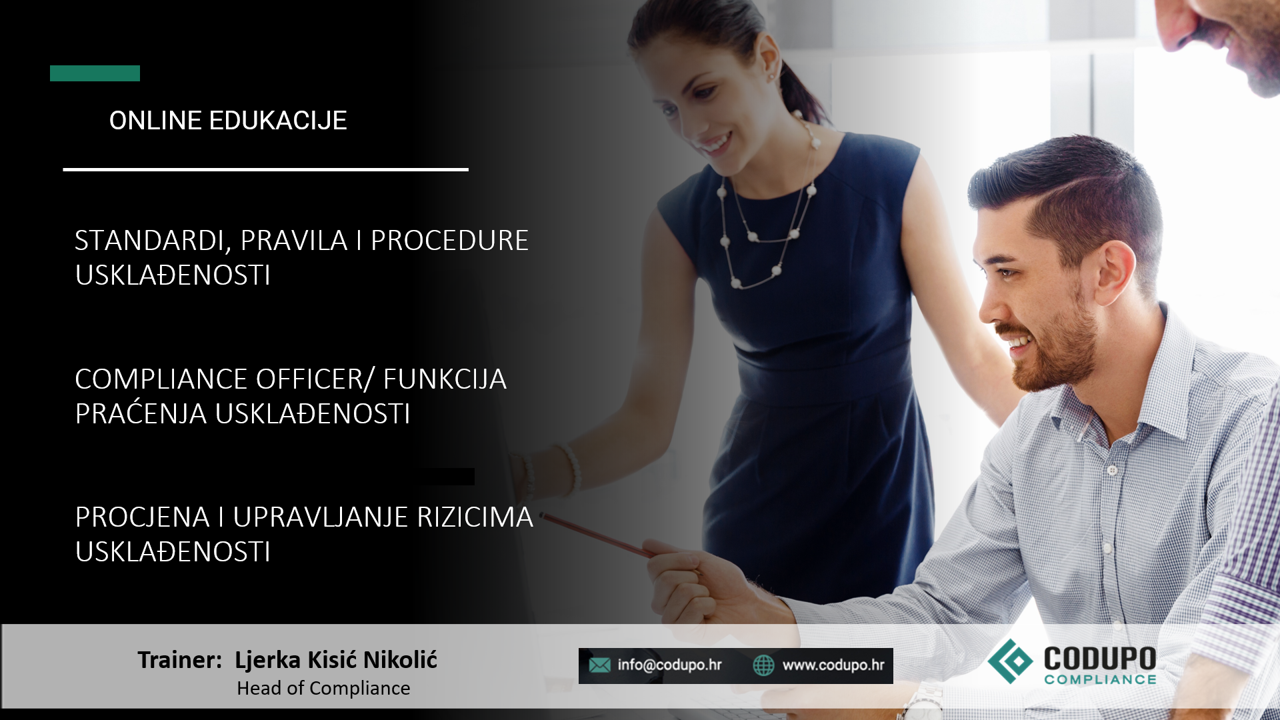 ONLINE EDUKACIJE
STANDARDI, PRAVILA I PROCEDURE
USKLAĐENOSTI
COMPLIANCE OFFICER/ FUNKCIJA
PRAĆENJA USKLAĐENOSTI
PROCJENA I UPRAVLJANJE RIZICIMA
USKLAĐENOSTI
Trainer: Ljerka Kisić Nikolić
Head of Compliance
info@codupo.hr www.codupo.hr
CODUPO
COMPLIANCE